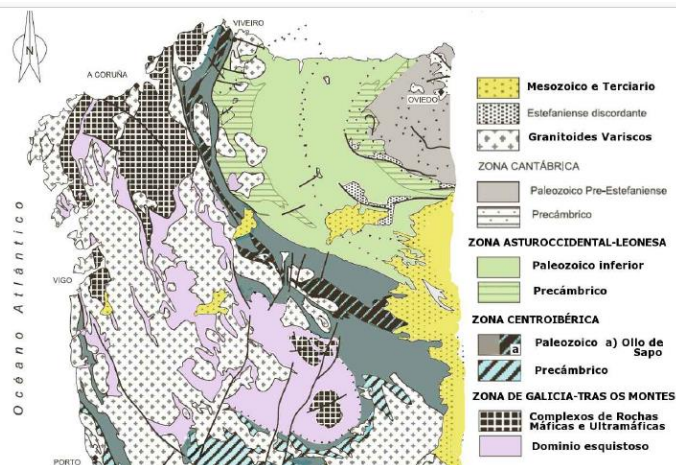 VIVEIRO
N
A CORUÑA
OVIEDO
Océano Atlántico
VIGO
PORTO
Mesozoico e Terciario
Estefaniense discordante
Granitoides Variscos
ZONA CANTÁBRICA
Paleozoico Pre-Estefaniense
Precámbrico
ZONA ASTUROCCIDENTAL-LEONESA
Paleozoico inferior
Precámbrico
ZONA CENTROIBÉRICA
a
Paleozoico a) Ollo de
Sapo
Precámbrico
ZONA DE GALICIA-TRAS OS MONTES
Complexos de Rochas
Máficas e Ultramáficas
Dominio esquistoso